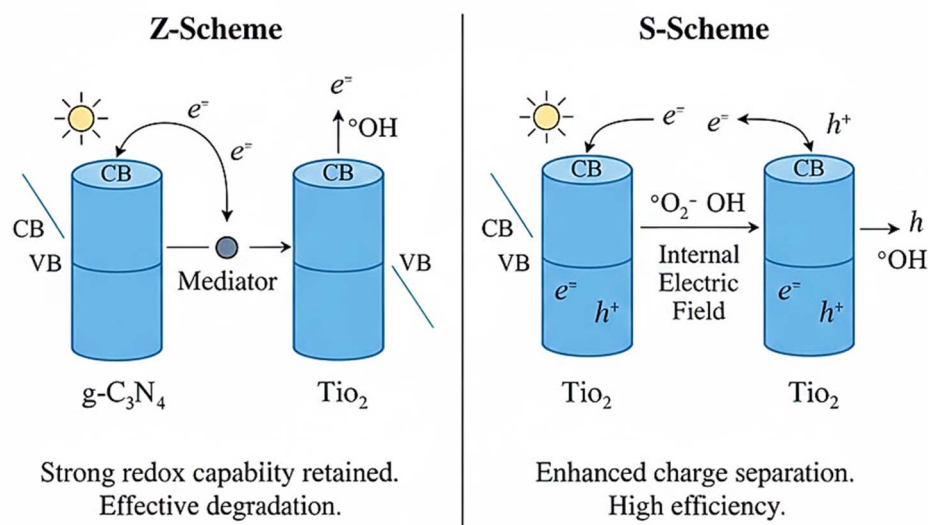 Z-Scheme
e⁼
e⁼
e⁼
°OH
CB
CB
CB
VB
VB
Mediator
g-C₃N₄
Tio₂
Strong redox capabiity retained.
Effective degradation.
S-Scheme
e⁼
e⁼
h⁺
CB
CB
CB
VB
°O₂⁻ OH
Internal
Electric
Field
h
°OH
e⁼
h⁺
e⁼
h⁺
Tio₂
Tio₂
Enhanced charge separation.
High efficiency.